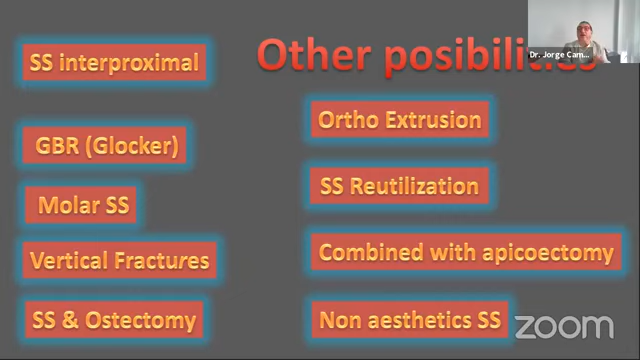 Other posibilities
Dr. Jorge Cam...
SS interproximal
GBR (Glocker)
Molar SS
Vertical Fractures
SS & Ostectomy
Ortho Extrusion
SS Reutilization
Combined with apicoectomy
Non aesthetics SS
zoom